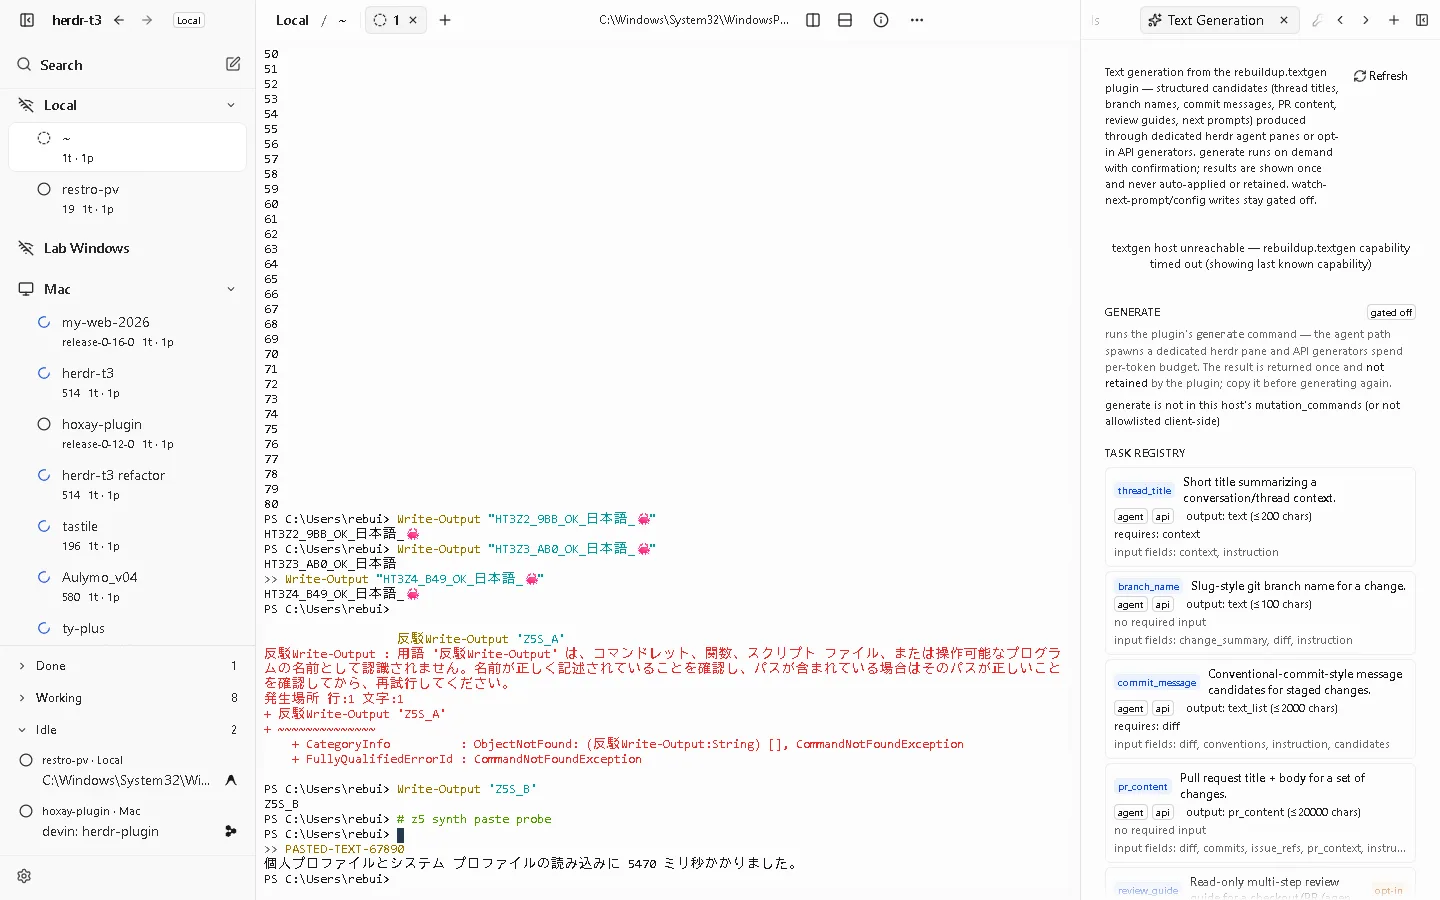 herdr-t3
Local
Search
Local
~
1t · 1p
restro-pv
19 1t · 1p
Lab Windows
Mac
my-web-2026
release-0-16-0 1t · 1p
herdr-t3
514 1t · 1p
hoxay-plugin
release-0-12-0 1t · 1p
herdr-t3 refactor
514 1t · 1p
tastile
196 1t · 1p
Aulymo_v04
580 1t · 1p
ty-plus
Done 1
Working 8
Idle 2
restro-pv · Local
C:\Windows\System32\Wi...
hoxay-plugin · Mac
devin: herdr-plugin
Local / ~
1
C:\Windows\System32\WindowsP...
50
51
52
53
54
55
56
57
58
59
60
61
62
63
64
65
66
67
68
69
70
71
72
73
74
75
76
77
78
79
80
PS C:\Users\rebui> Write-Output "HT3Z2_9BB_OK_日本語_🦀"
HT3Z2_9BB_OK_日本語_🦀
PS C:\Users\rebui> Write-Output "HT3Z3_AB0_OK_日本語_🦀"
HT3Z3_AB0_OK_日本語
>> Write-Output "HT3Z4_B49_OK_日本語_🦀"
HT3Z4_B49_OK_日本語_🦀
PS C:\Users\rebui>
反駁Write-Output 'Z5S_A'
反駁Write-Output : 用語 '反駁Write-Output' は、コマンドレット、関数、スクリプト ファイル、または操作可能なプログラ
ムの名前として認識されません。名前が正しく記述されていることを確認し、パスが含まれている場合はそのパスが正しいこと
を確認してから、再試行してください。
発生場所 行:1 文字:1
+ 反駁Write-Output 'Z5S_A'
+ ~~~~~~~~~~~~~~
+ CategoryInfo : ObjectNotFound: (反駁Write-Output:String) [], CommandNotFoundException
+ FullyQualifiedErrorId : CommandNotFoundException
PS C:\Users\rebui> Write-Output 'Z5S_B'
Z5S_B
PS C:\Users\rebui> # z5 synth paste probe
PS C:\Users\rebui>
>> PASTED-TEXT-67890
個人プロファイルとシステム プロファイルの読み込みに 5470 ミリ秒かかりました。
PS C:\Users\rebui>
ls
Text Generation
Text generation from the rebuildup.textgen
plugin — structured candidates (thread titles,
branch names, commit messages, PR content,
review guides, next prompts) produced
through dedicated herdr agent panes or opt-
in API generators. generate runs on demand
with confirmation; results are shown once
and never auto-applied or retained. watch-
next-prompt/config writes stay gated off.
Refresh
textgen host unreachable — rebuildup.textgen capability
timed out (showing last known capability)
GENERATE
gated off
runs the plugin's generate command — the agent path
spawns a dedicated herdr pane and API generators spend
per-token budget. The result is returned once and not
retained by the plugin; copy it before generating again.
generate is not in this host's mutation_commands (or not
allowlisted client-side)
TASK REGISTRY
thread_title Short title summarizing a
conversation/thread context.
agent api output: text (≤200 chars)
requires: context
input fields: context, instruction
branch_name Slug-style git branch name for a change.
agent api output: text (≤100 chars)
no required input
input fields: change_summary, diff, instruction
commit_message Conventional-commit-style message
candidates for staged changes.
agent api output: text_list (≤2000 chars)
requires: diff
input fields: diff, conventions, instruction, candidates
pr_content Pull request title + body for a set of
changes.
agent api output: pr_content (≤20000 chars)
no required input
input fields: diff, commits, issue_refs, pr_context, instru...
review_guide Read-only multi-step review opt-in